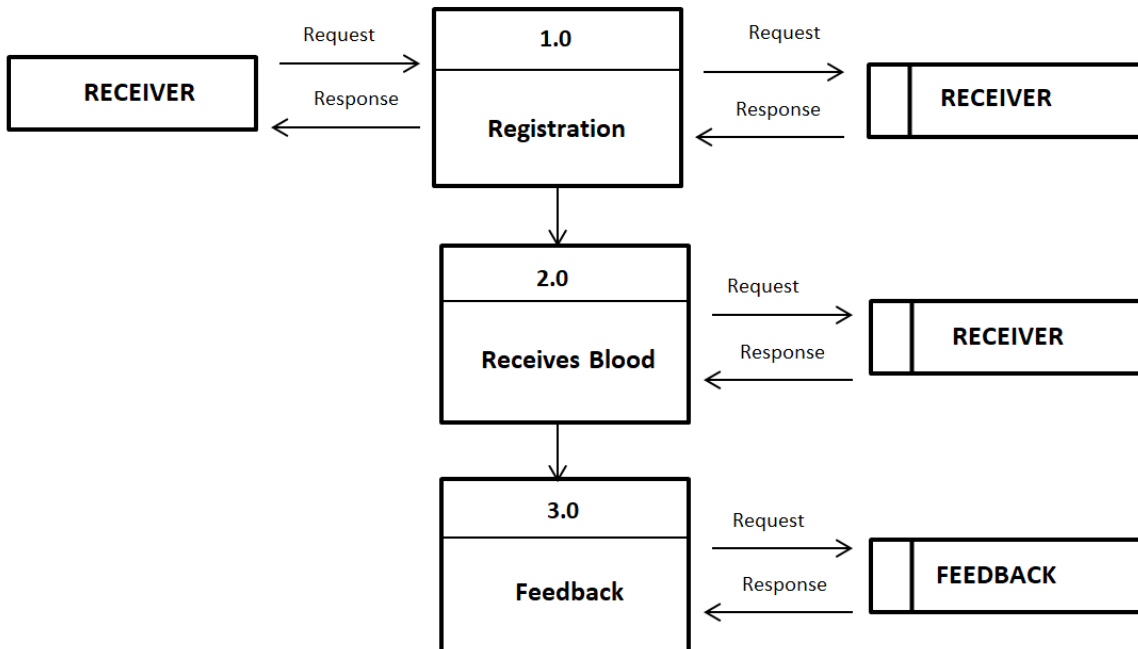 Request
1.0
Request
RECEIVER
Response
Registration
Response
RECEIVER
2.0
Request
Receives Blood
Response
RECEIVER
3.0
Request
Feedback
Response
FEEDBACK